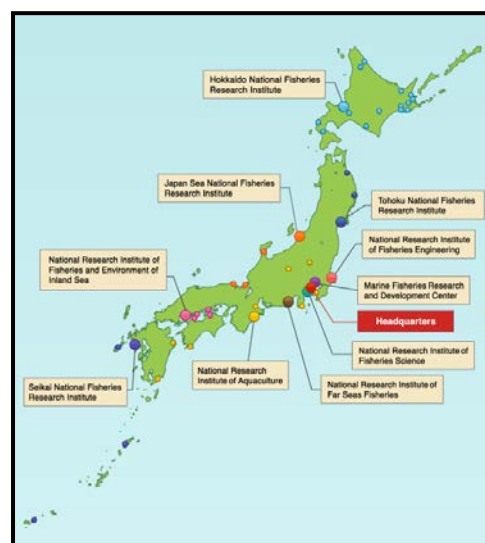 Hokkaido National Fisheries
Research Institute
Japan Sea National Fisheries
Research Institute
Tohoku National Fisheries
Research Institute
National Research Institute
of Fisheries Engineering
National Research Institute of
Fisheries and Environment of
Inland Sea
Marine Fisheries Research
and Development Center
Headquarters
National Research Institute of
Fisheries Science
National Research
Institute of Aquaculture
National Research Institute of
Far Seas Fisheries
Seikai National Fisheries
Research Institute